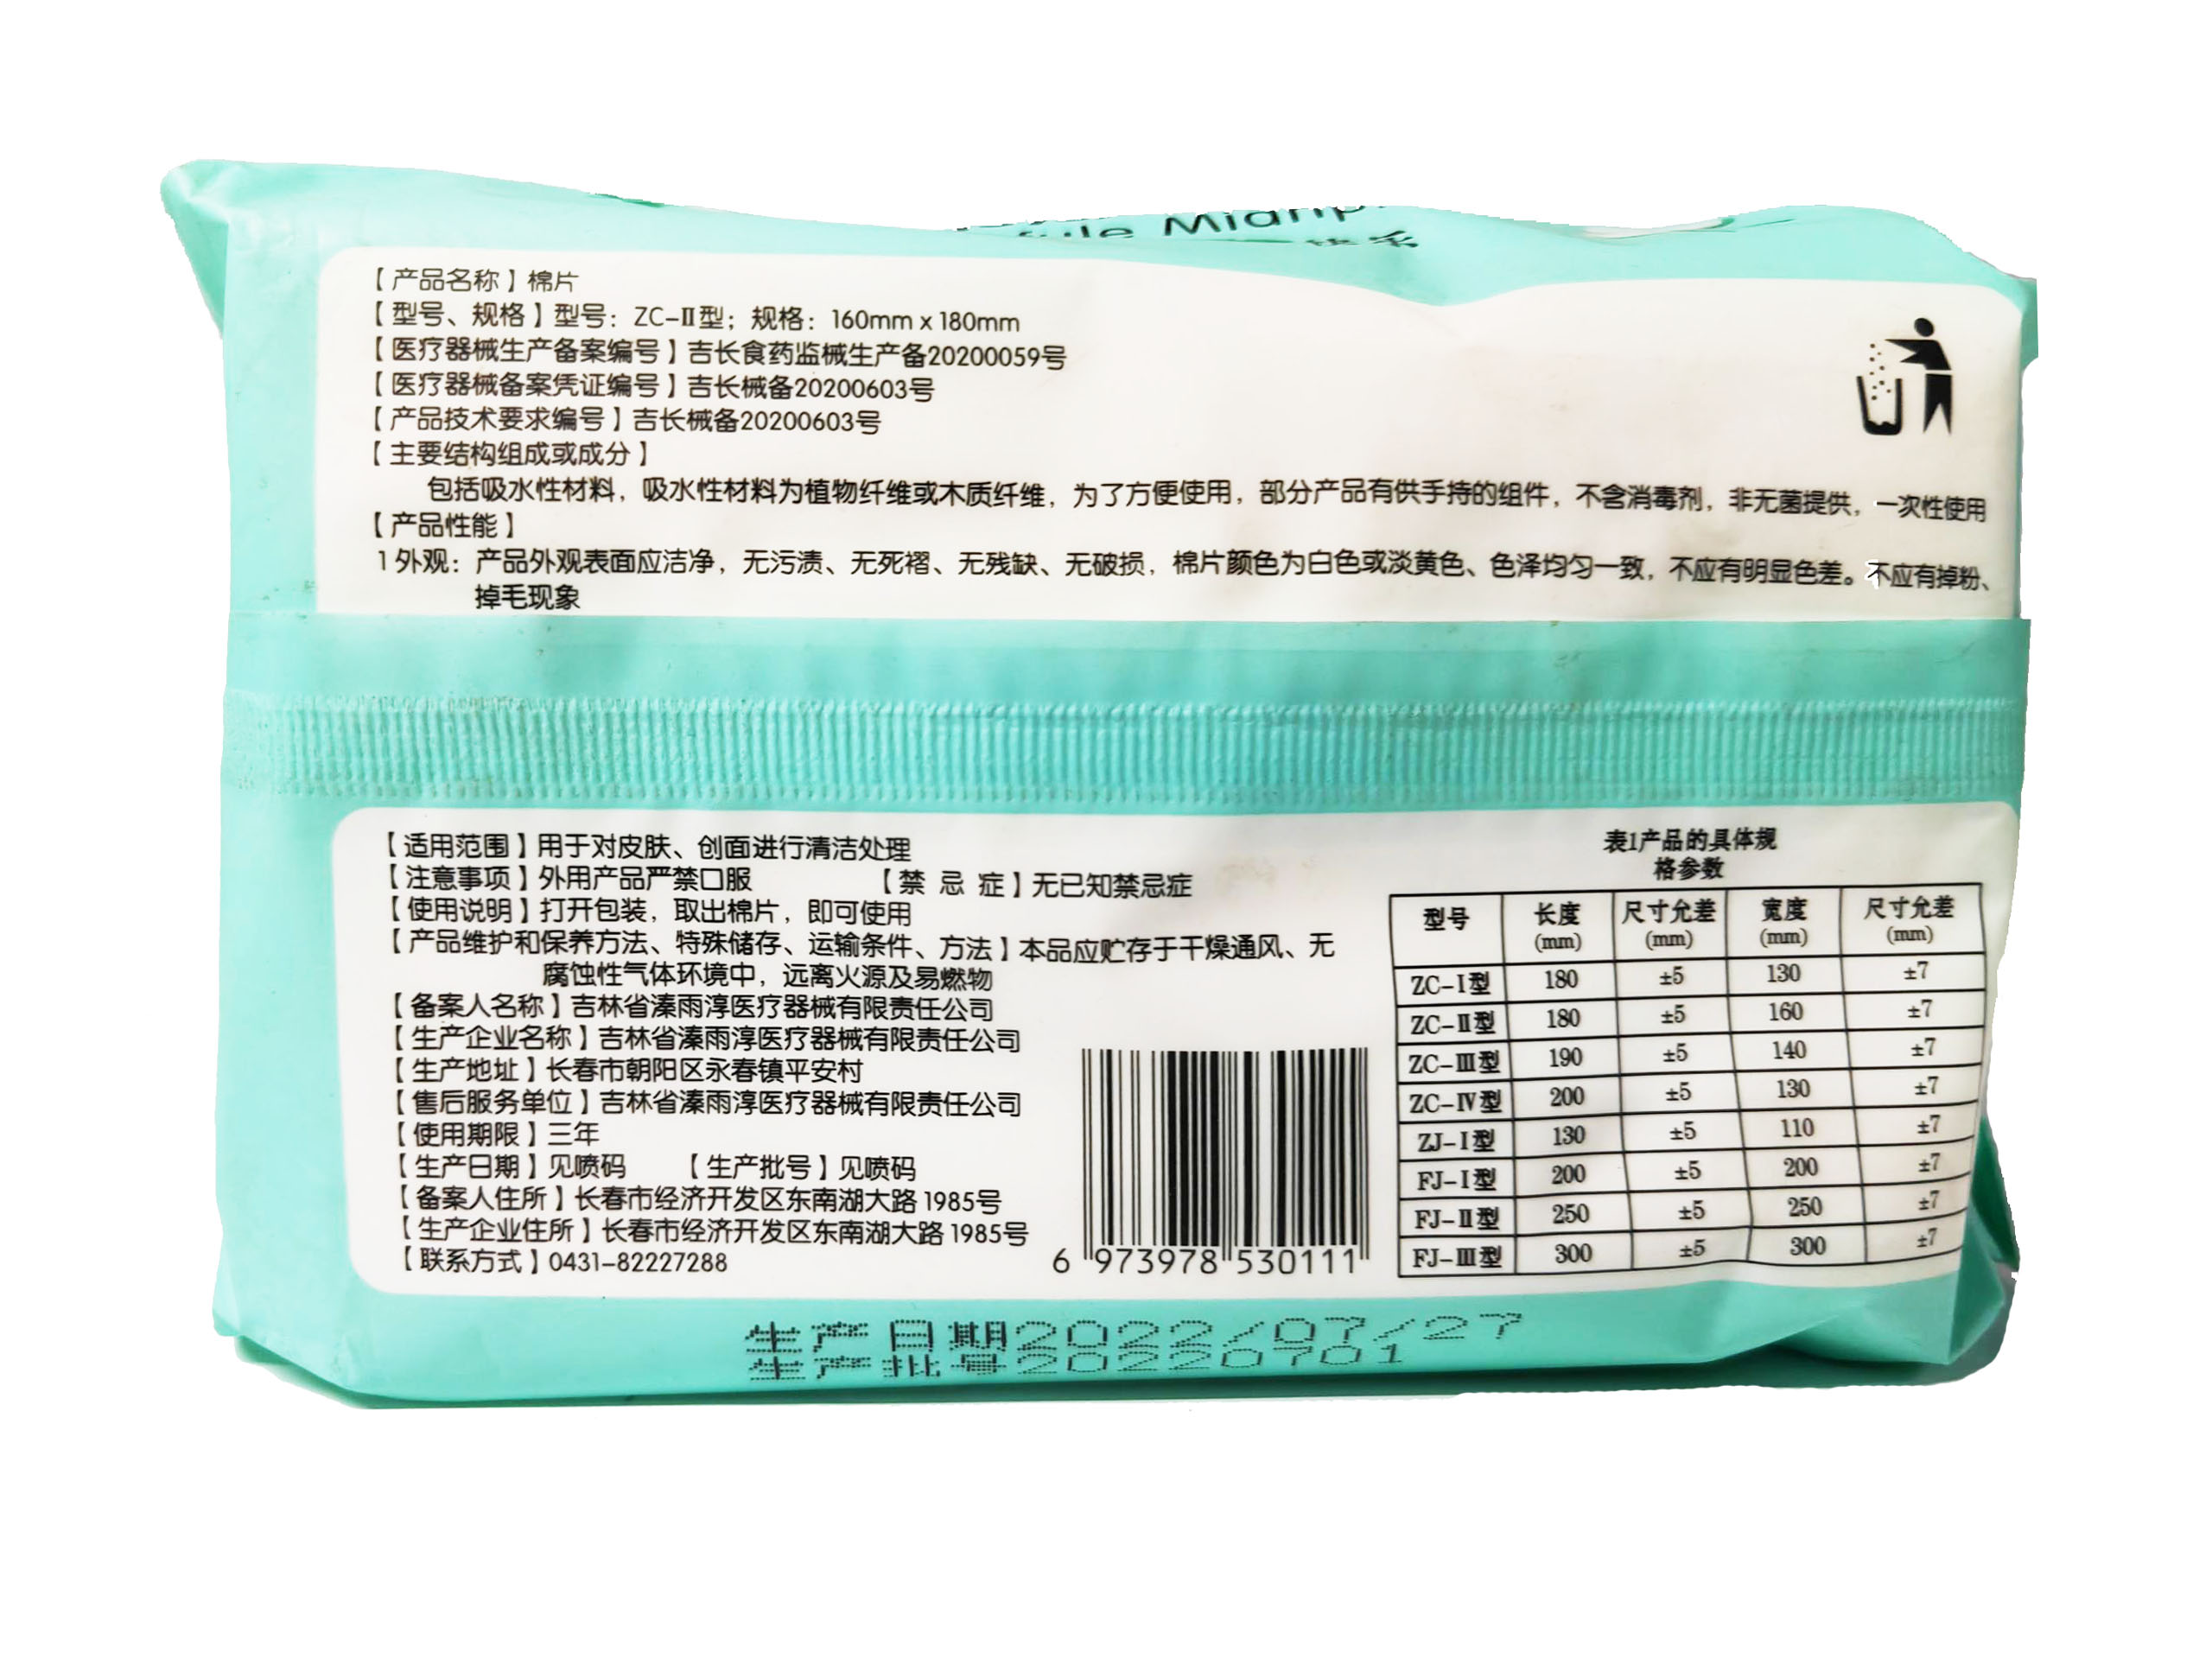 【产品名称】棉片
【型号、规格】型号：ZC-Ⅱ型；规格：160mm x 180mm
【医疗器械生产备案编号】吉长食药监械生产备20200059号
【医疗器械备案凭证编号】吉长械备20200603号
【产品技术要求编号】吉长械备20200603号
【主要结构组成或成分】
包括吸水性材料，吸水性材料为植物纤维或木质纤维，为了方便使用，部分产品有供手持的组件，不含消毒剂，非无菌提供，一次性使用
【产品性能】
1外观：产品外观表面应洁净，无污渍、无死褶、无残缺、无破损，棉片颜色为白色或淡黄色、色泽均匀一致，不应有明显色差。不应有掉粉、
掉毛现象
【适用范围】用于对皮肤、创面进行清洁处理
【注意事项】外用产品严禁口服 【禁 忌 症】无已知禁忌症
【使用说明】打开包装，取出棉片，即可使用
【产品维护和保养方法、特殊储存、运输条件、方法】本品应贮存于干燥通风、无
腐蚀性气体环境中，远离火源及易燃物
【备案人名称】吉林省溱雨淳医疗器械有限责任公司
【生产企业名称】吉林省溱雨淳医疗器械有限责任公司
【生产地址】长春市朝阳区永春镇平安村
【售后服务单位】吉林省溱雨淳医疗器械有限责任公司
【使用期限】三年
【生产日期】见喷码 【生产批号】见喷码
【备案人住所】长春市经济开发区东南湖大路1985号
【生产企业住所】长春市经济开发区东南湖大路1985号
【联系方式】0431-82227288
6 973978 530111
表1产品的具体规
格参数
型号 长度(mm) 尺寸允差(mm) 宽度(mm) 尺寸允差(mm)
ZC-Ⅰ型 180 ±5 130 ±7
ZC-Ⅱ型 180 ±5 160 ±7
ZC-Ⅲ型 190 ±5 140 ±7
ZC-Ⅳ型 200 ±5 130 ±7
ZJ-Ⅰ型 130 ±5 110 ±7
FJ-Ⅰ型 200 ±5 200 ±7
FJ-Ⅱ型 250 ±5 250 ±7
FJ-Ⅲ型 300 ±5 300 ±7
生产日期2022/07/27
生产批号20220701